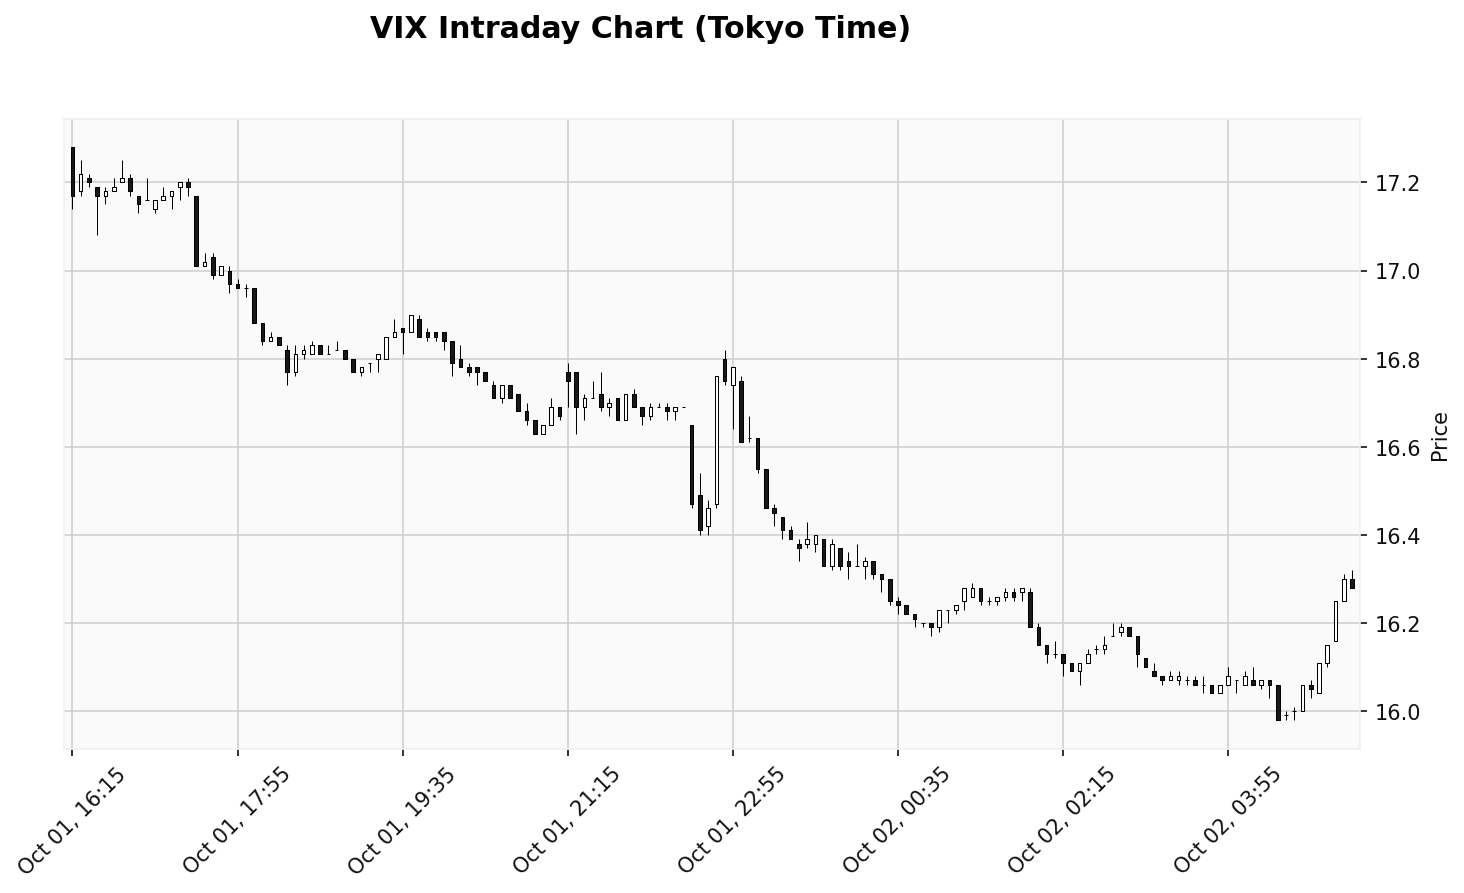 VIX Intraday Chart (Tokyo Time)
17.2
17.0
16.8
16.6
16.4
16.2
16.0
Price
Oct 01, 16:15
Oct 01, 17:55
Oct 01, 19:35
Oct 01, 21:15
Oct 01, 22:55
Oct 02, 00:35
Oct 02, 02:15
Oct 02, 03:55